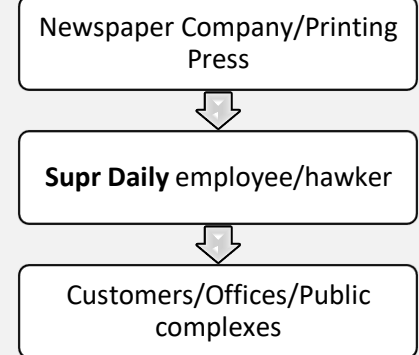 Newspaper Company/Printing
Press
Supr Daily employee/hawker
Customers/Offices/Public
complexes